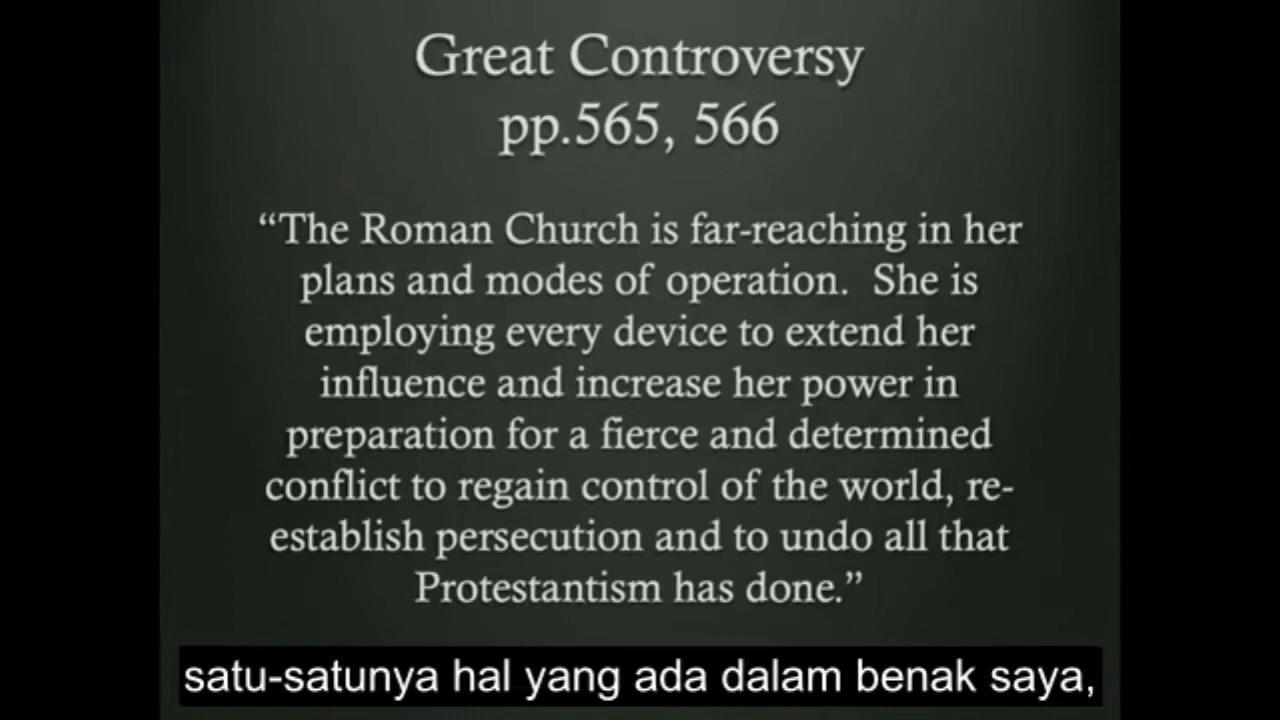 Great Controversy
pp.565, 566
“The Roman Church is far-reaching in her
plans and modes of operation.  She is
employing every device to extend her
influence and increase her power in
preparation for a fierce and determined
conflict to regain control of the world, re-
establish persecution and to undo all that
Protestantism has done.”
satu-satunya hal yang ada dalam benak saya,